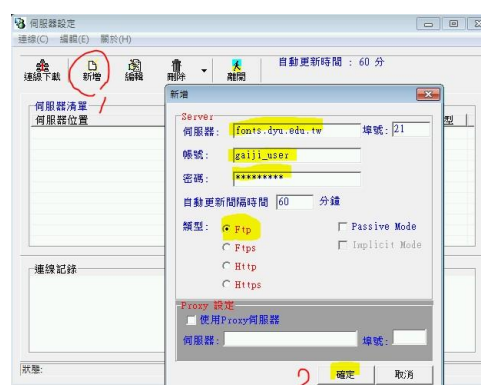 伺服器設定
連線(C) 編輯(E) 關於(H)
連線下載 新增 編輯 刪除 離開 自動更新時間 : 60 分
1
伺服器清單
伺服器位置
型
新增
Server
伺服器: fonts.dyu.edu.tw 埠號: 21
帳號: gaiji_user
密碼: *********
自動更新間隔時間 60 分鐘
類型: Ftp Passive Mode
Ftps Implicit Mode
Http
Https
連線記錄
Proxy 設定
使用Proxy伺服器
伺服器: 埠號:
2 確定 取消
狀態: